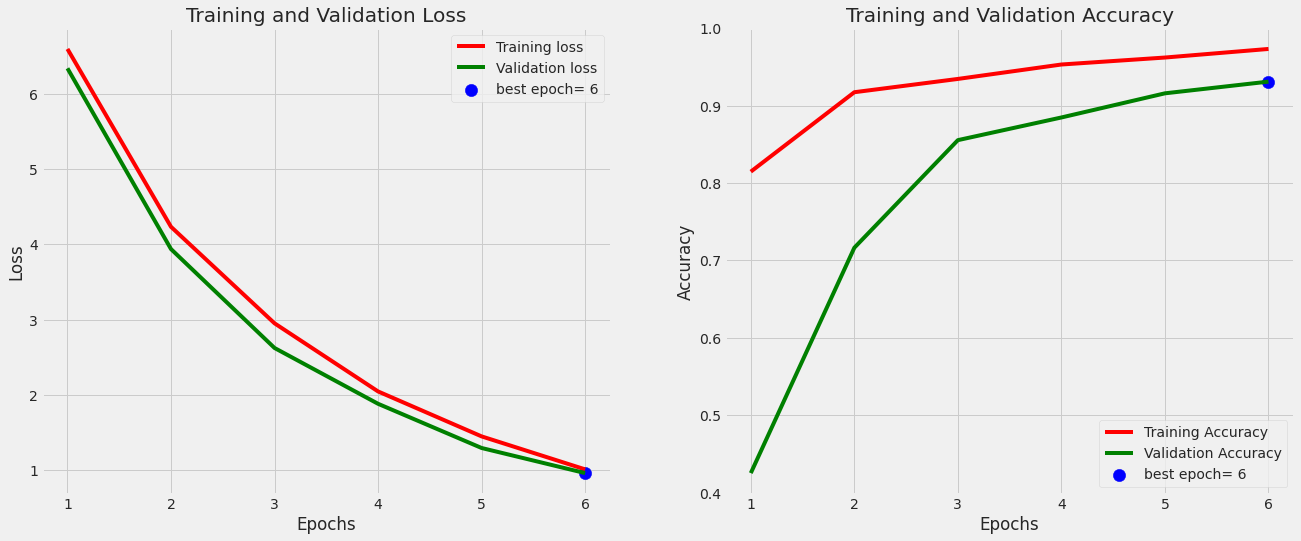 Training and Validation Loss
Training loss
Validation loss
best epoch= 6
Loss
6
5
4
3
2
1
1 2 3 4 5 6
Epochs
Training and Validation Accuracy
Accuracy
1.0
0.9
0.8
0.7
0.6
0.5
0.4
Training Accuracy
Validation Accuracy
best epoch= 6
1 2 3 4 5 6
Epochs